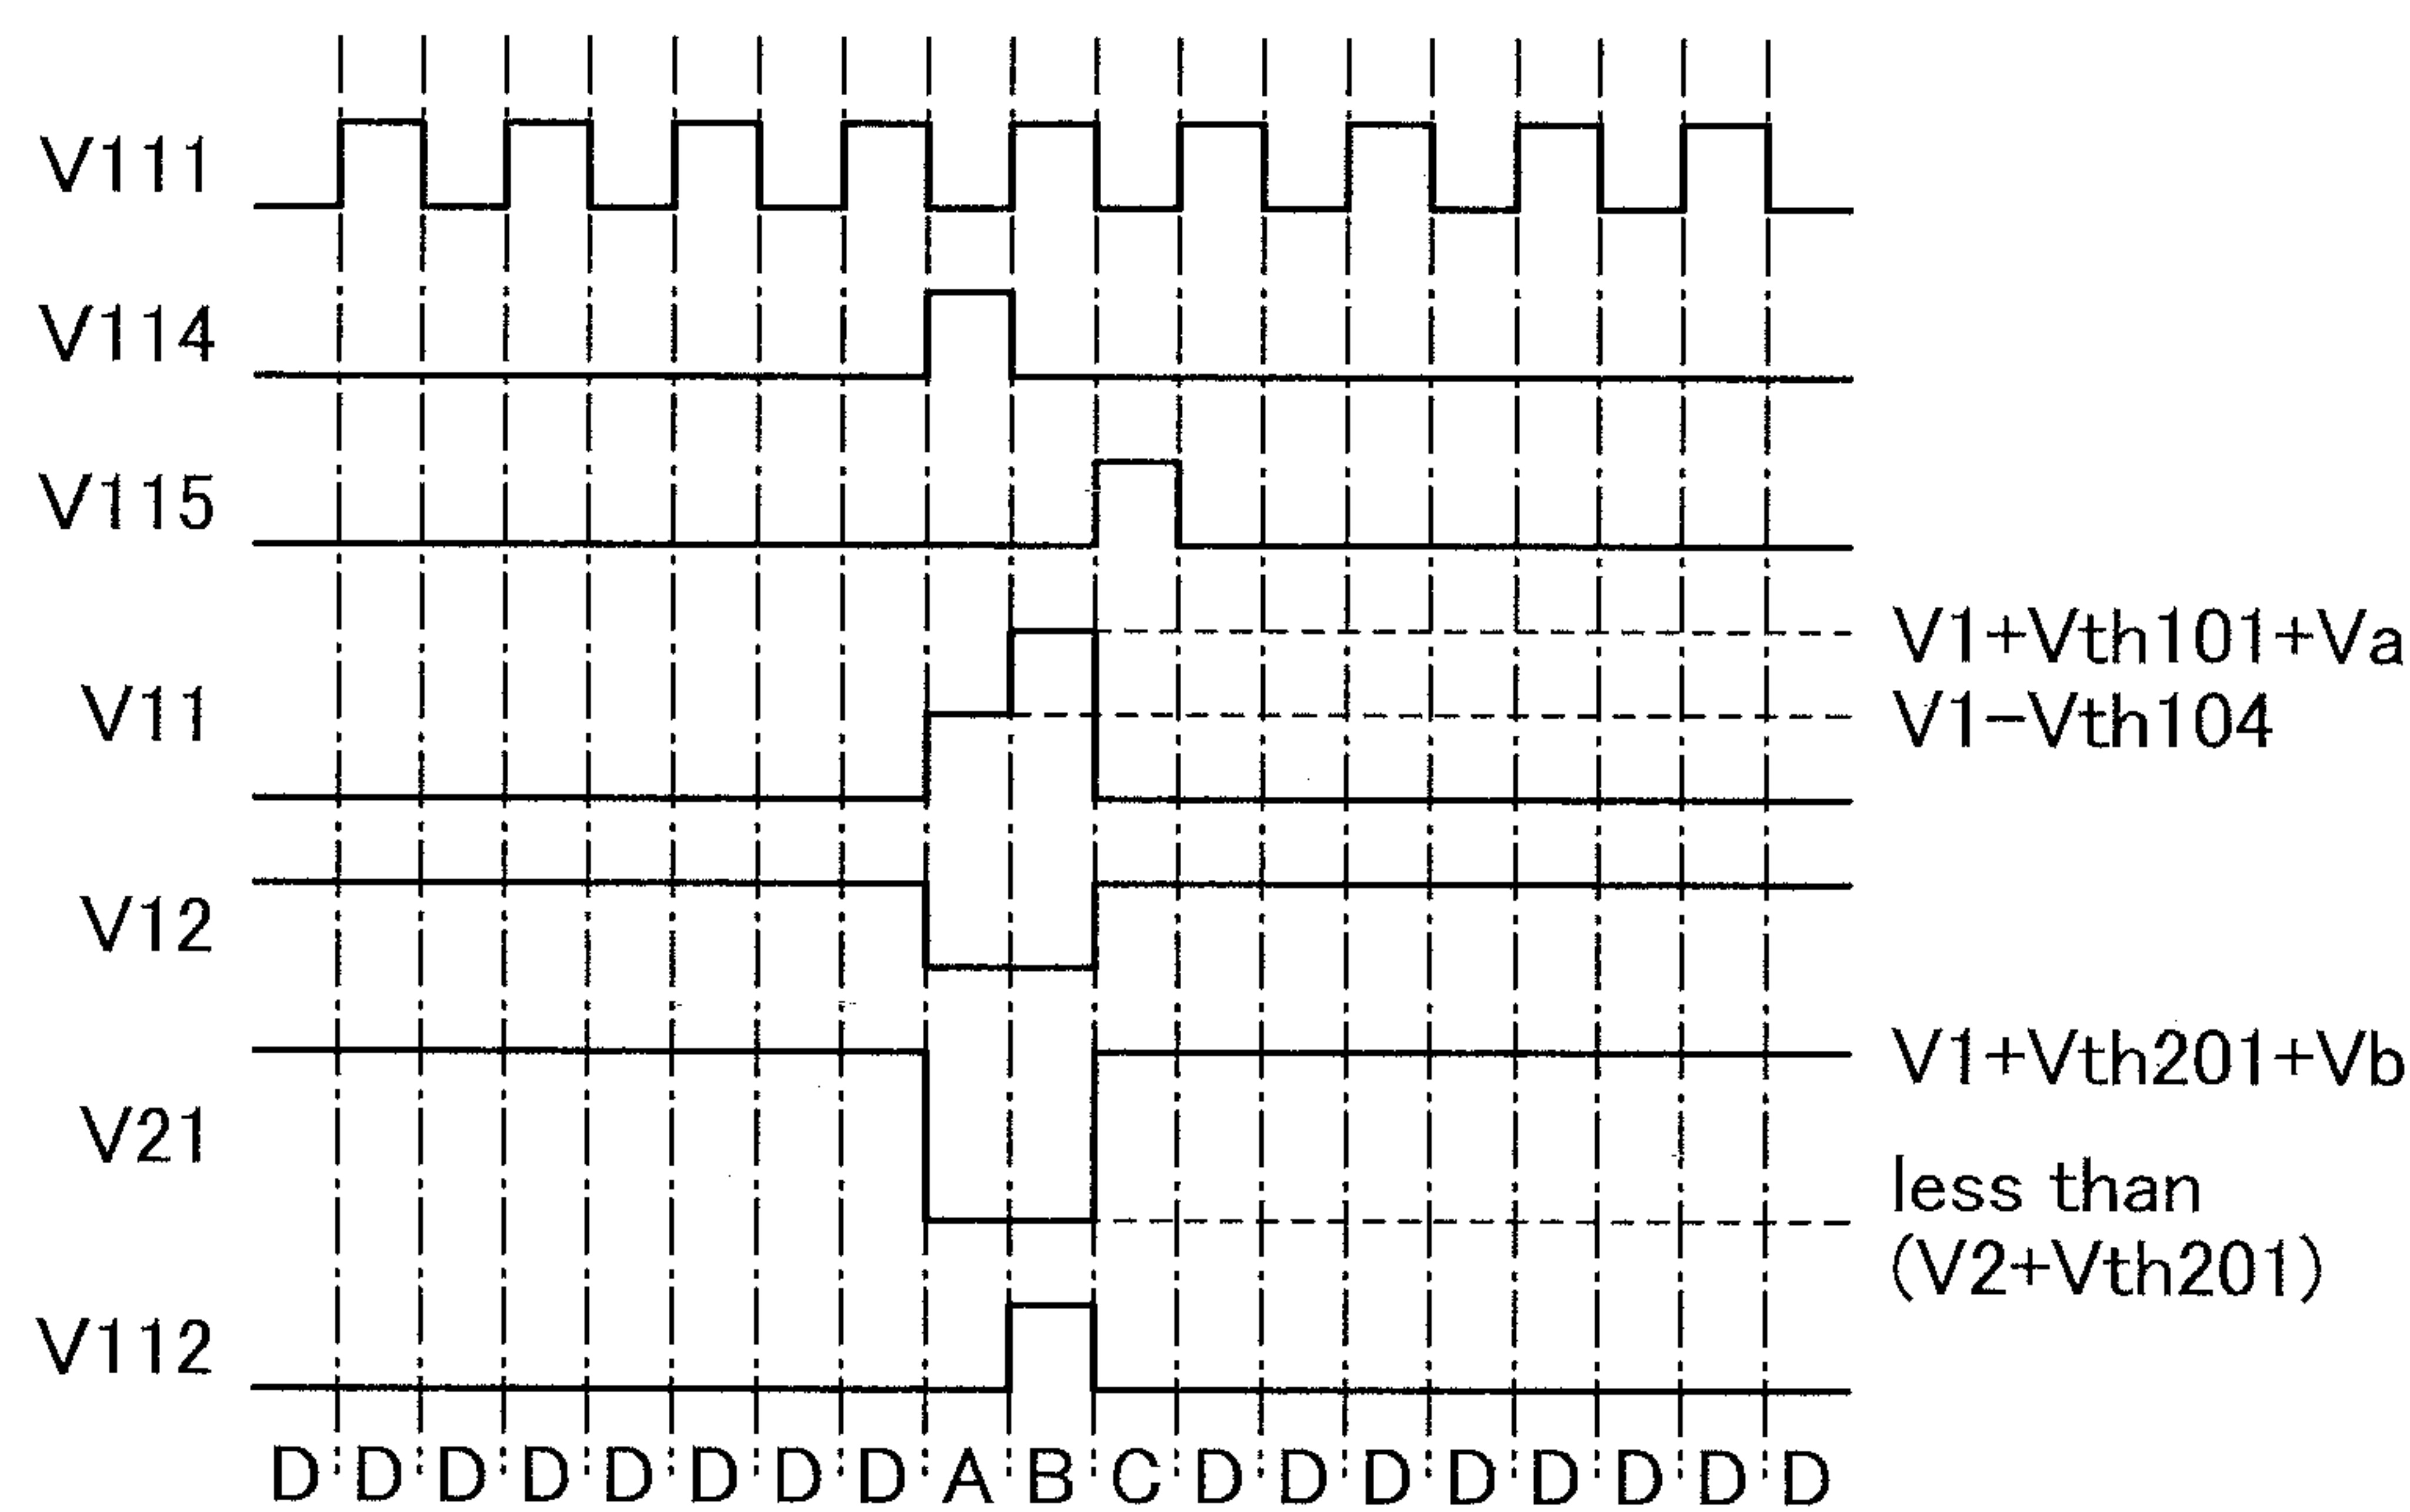 V111
V114
V115
V11
V1+Vth101+Va
V1-Vth104
V12
V21
V1+Vth201+Vb
less than
(V2+Vth201)
V112
D D D D D D D D A B C D D D D D D D D